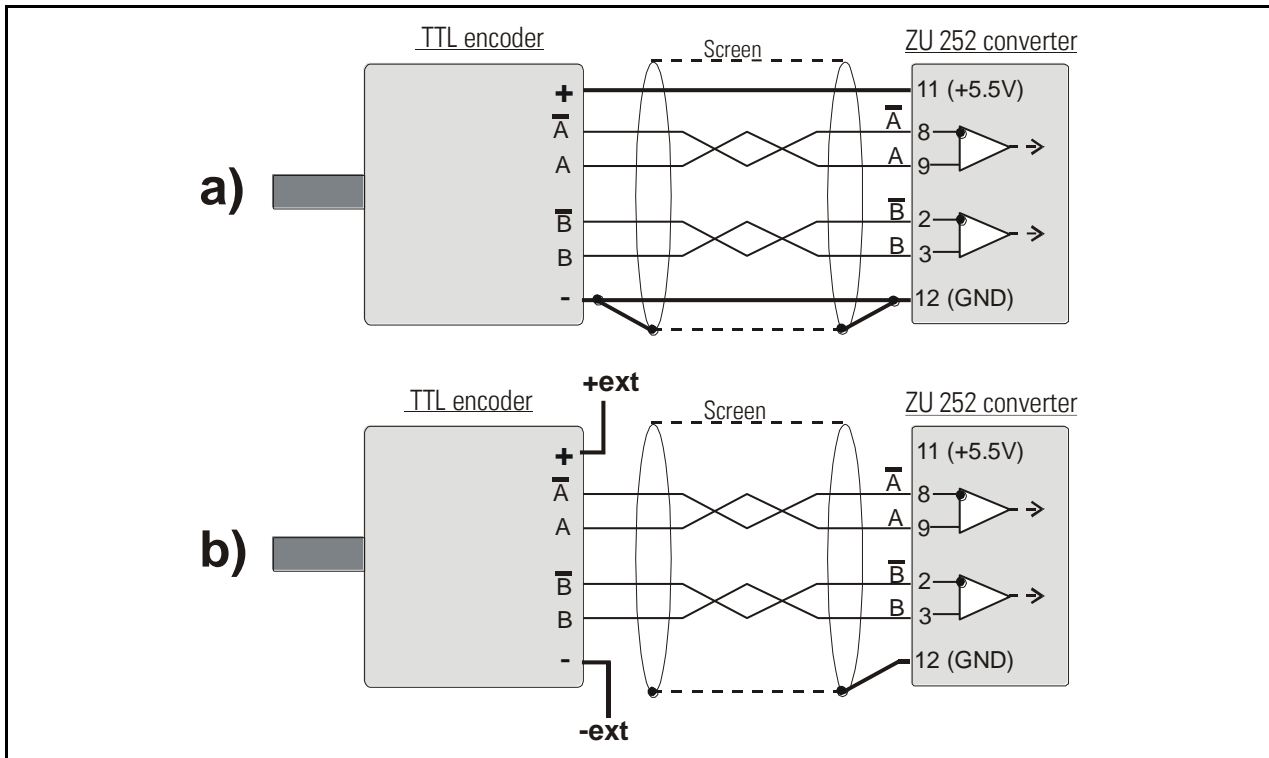 TTL encoder
Screen
ZU 252 converter
a)
+
A̅
A
B̅
B
-
A̅
A
B̅
B
11 (+5.5V)
8
9
2
3
12 (GND)
+ext
TTL encoder
Screen
ZU 252 converter
b)
+
A̅
A
B̅
B
-
A̅
A
B̅
B
11 (+5.5V)
8
9
2
3
12 (GND)
-ext